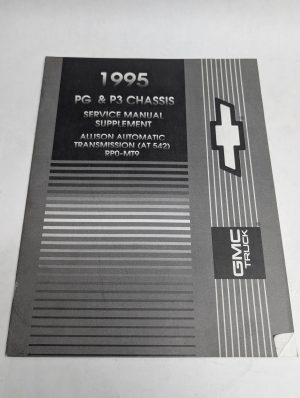 1995
PG & P3 CHASSIS
SERVICE MANUAL
SUPPLEMENT
ALLISON AUTOMATIC
TRANSMISSION (AT 542)
RPO-MT9
GMC
TRUCK